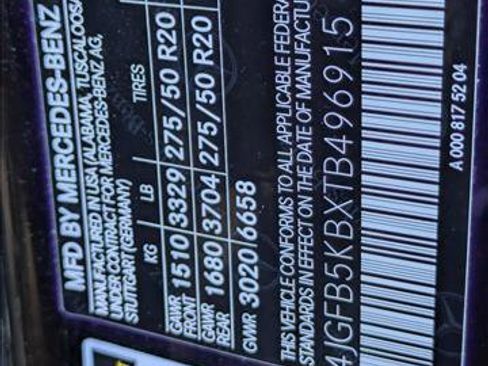 MFD BY MERCEDES-BENZ
MANUFACTURED IN USA (ALABAMA, TUSCALOOSA
UNDER CONTRACT FOR MERCEDES-BENZ AG,
STUTTGART (GERMANY)
KG LB TIRES
GAWR FRONT 1510 3329 275/50 R20
GAWR REAR 1680 3704 275/50 R20
GVWR 3020 6658
THIS VEHICLE CONFORMS TO ALL APPLICABLE FEDERA
STANDARDS IN EFFECT ON THE DATE OF MANUFACTUR
4JGFB5KBXTB496915
A 000 817 52 04